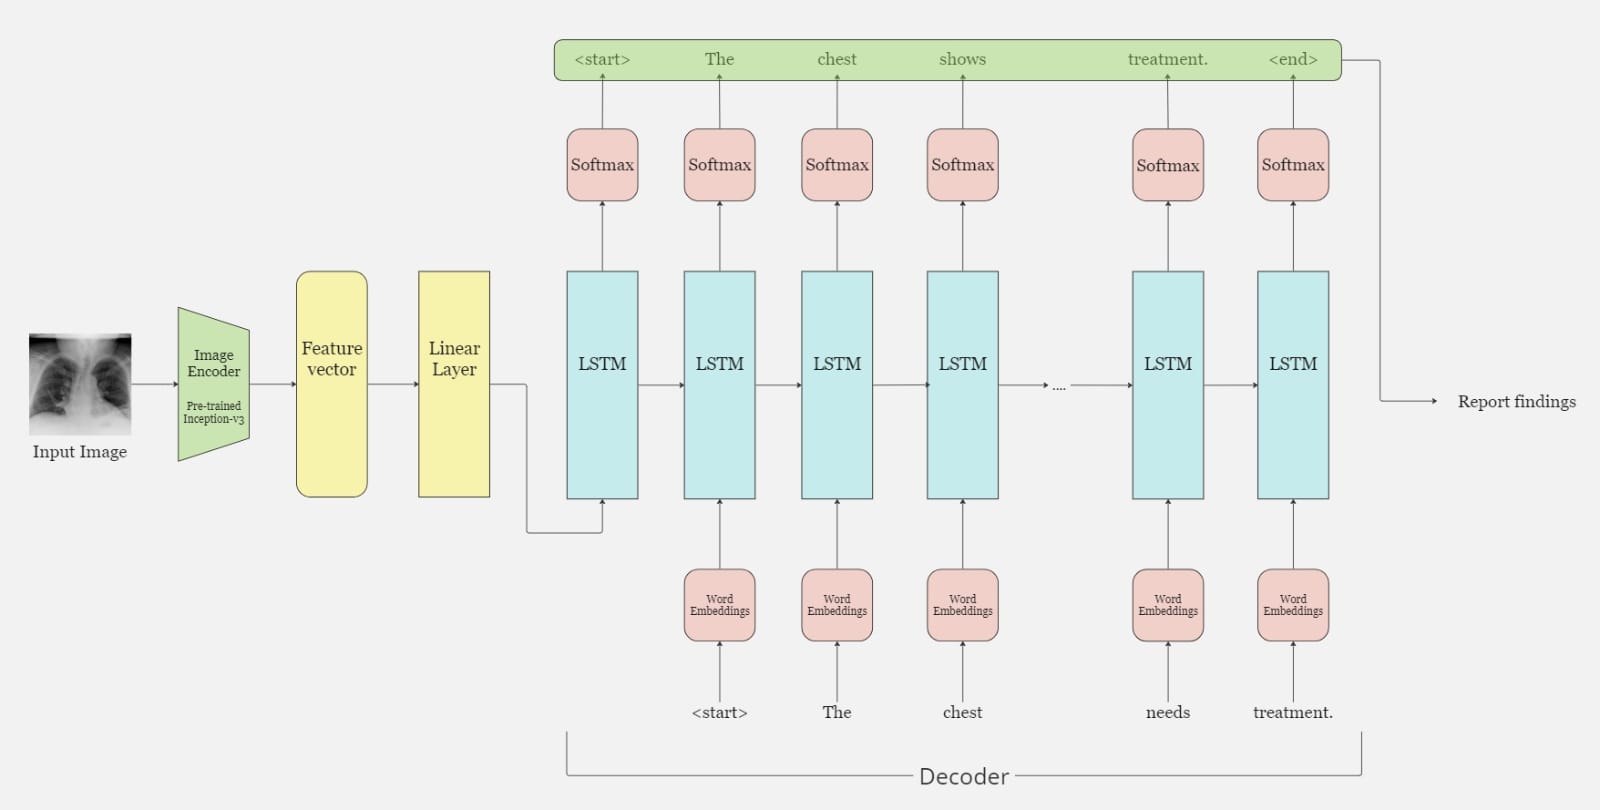 <start> The chest shows treatment. <end>
Softmax Softmax Softmax Softmax Softmax Softmax
Image
Encoder
Pre-trained
Inception-v3
Feature
vector
Linear
Layer
LSTM LSTM LSTM LSTM .... LSTM LSTM
Input Image
Report findings
Word
Embeddings
Word
Embeddings
Word
Embeddings
Word
Embeddings
Word
Embeddings
<start> The chest needs treatment.
Decoder